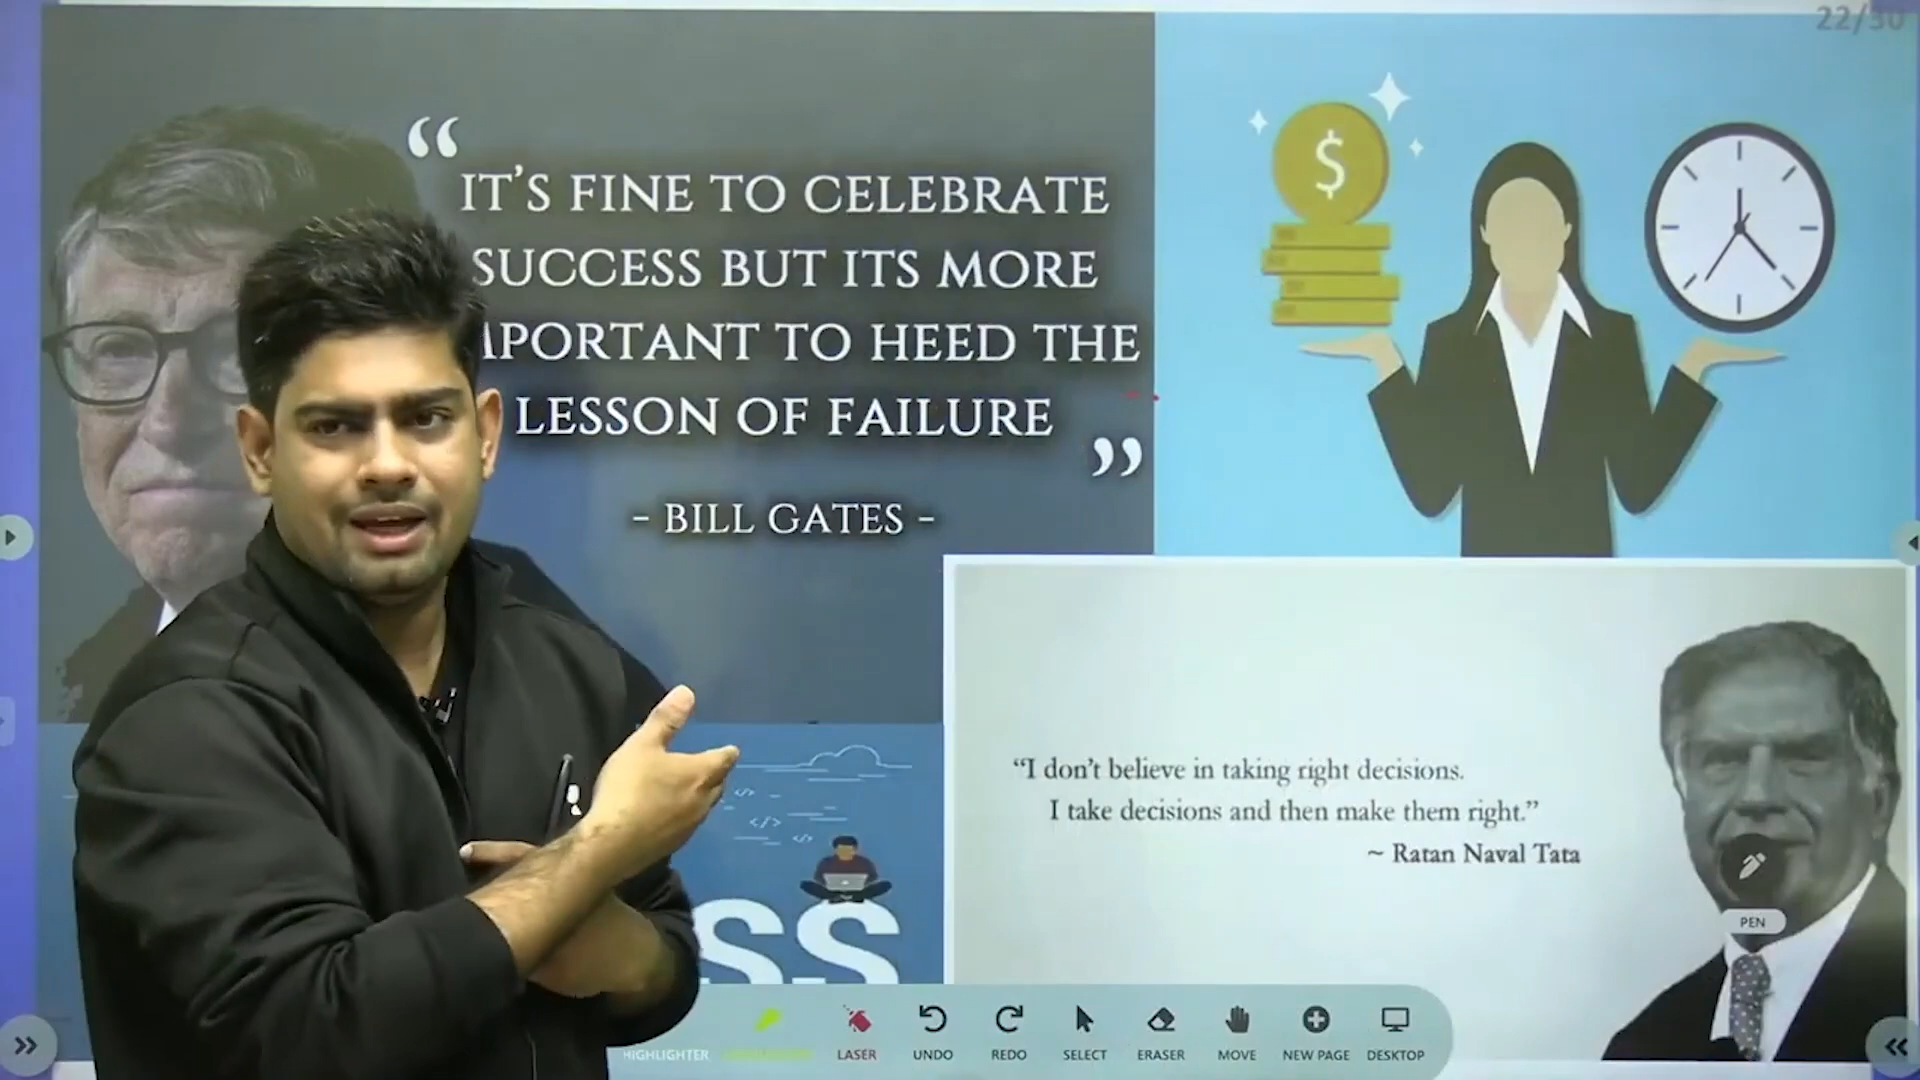 22/30
“
IT’S FINE TO CELEBRATE
SUCCESS BUT ITS MORE
MPORTANT TO HEED THE
LESSON OF FAILURE
”
- BILL GATES -
$
“I don’t believe in taking right decisions.
I take decisions and then make them right.”
~ Ratan Naval Tata
PEN
</>
</>
</>
SS
HIGHLIGHTER
LASER
UNDO
REDO
SELECT
ERASER
MOVE
NEW PAGE
DESKTOP